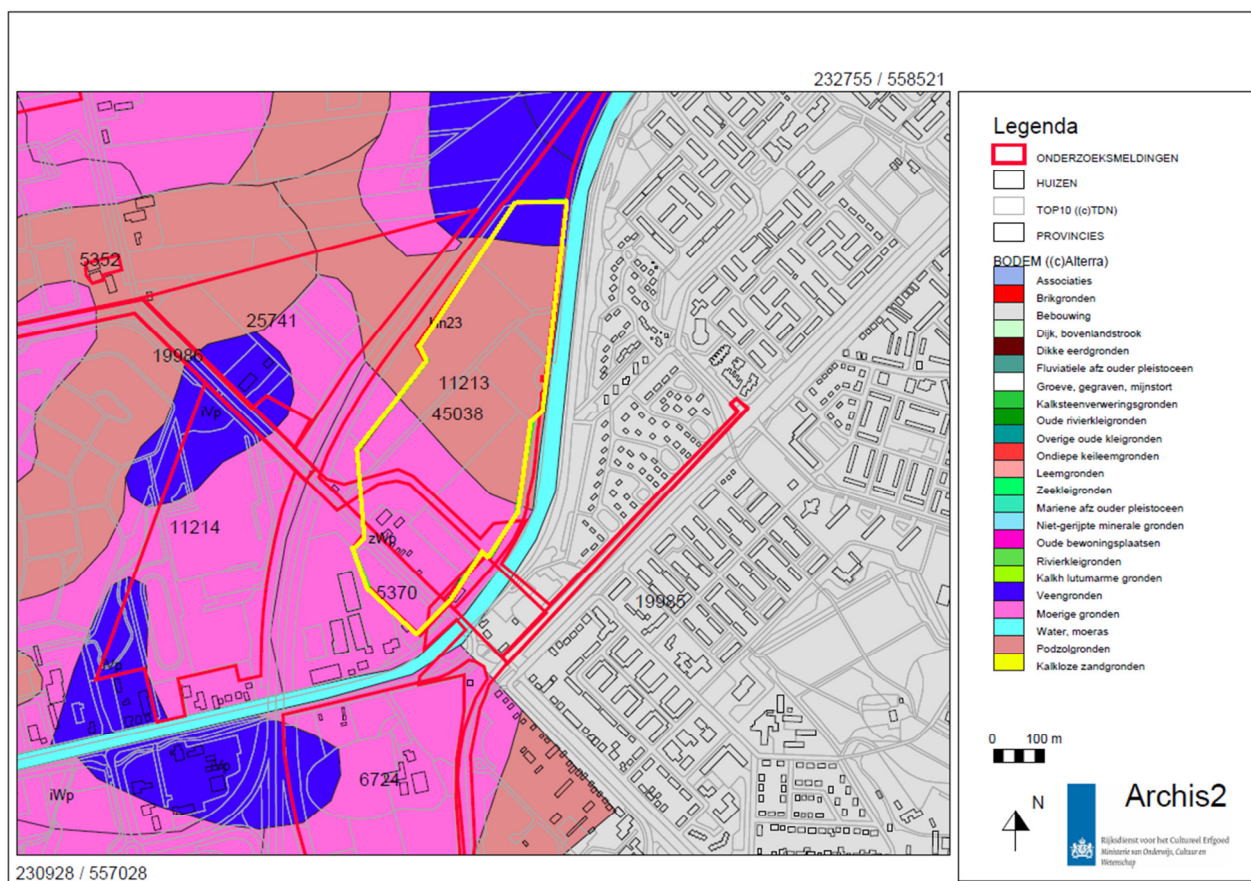 232755 / 558521
5352
25741
19986
Hn23
11213
45038
iVp
11214
zWp
5370
19985
iVp
iVp
6724
iWp
230928 / 557028
Legenda
ONDERZOEKSMELDINGEN
HUIZEN
TOP10 ((c)TDN)
PROVINCIES
BODEM ((c)Alterra)
Associaties
Brikgronden
Bebouwing
Dijk, bovenlandstrook
Dikke eerdgronden
Fluviatiele afz ouder pleistoceen
Groeve, gegraven, mijnstort
Kalksteenverweringsgronden
Oude rivierkleigronden
Overige oude kleigronden
Ondiepe keileemgronden
Leemgronden
Zeekleigronden
Mariene afz ouder pleistoceen
Niet-gerijpte minerale gronden
Oude bewoningsplaatsen
Rivierkleigronden
Kalkh lutumarme gronden
Veengronden
Moerige gronden
Water, moeras
Podzolgronden
Kalkloze zandgronden
0 100 m
N
Archis2
Rijksdienst voor het Cultureel Erfgoed
Ministerie van Onderwijs, Cultuur en
Wetenschap